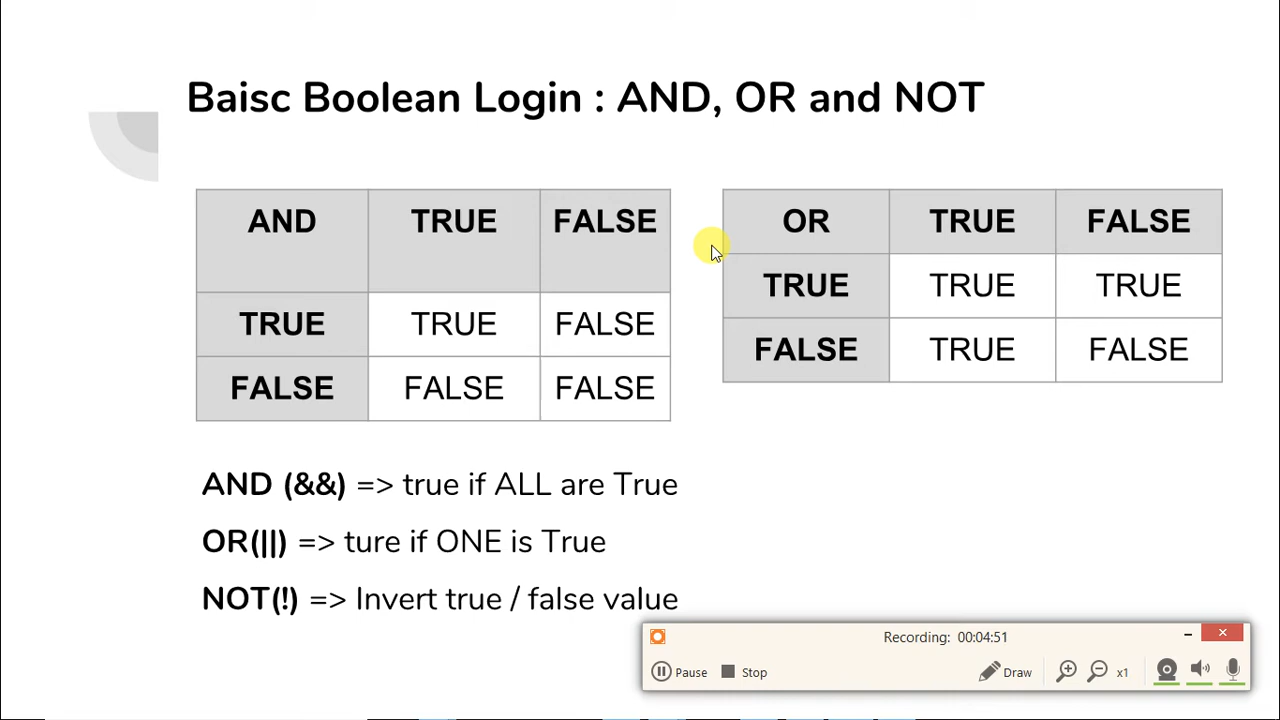 Baisc Boolean Login : AND, OR and NOT
AND TRUE FALSE
TRUE TRUE FALSE
FALSE FALSE FALSE
OR TRUE FALSE
TRUE TRUE TRUE
FALSE TRUE FALSE
AND (&&) => true if ALL are True
OR(||) => ture if ONE is True
NOT(!) => Invert true / false value
Recording: 00:04:51
Pause Stop Draw x1